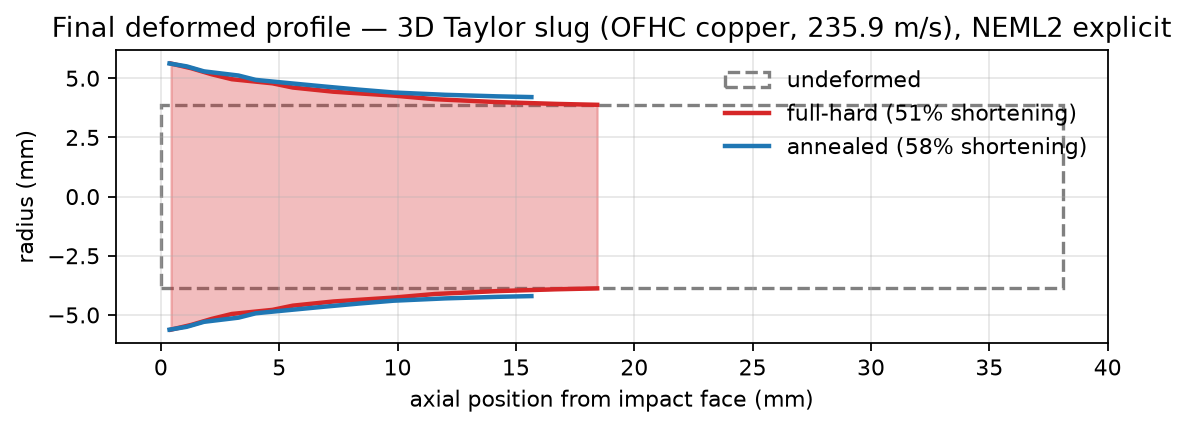 Final deformed profile — 3D Taylor slug (OFHC copper, 235.9 m/s), NEML2 explicit
undeformed
full-hard (51% shortening)
annealed (58% shortening)
radius (mm)
5.0
2.5
0.0
−2.5
−5.0
0 5 10 15 20 25 30 35 40
axial position from impact face (mm)